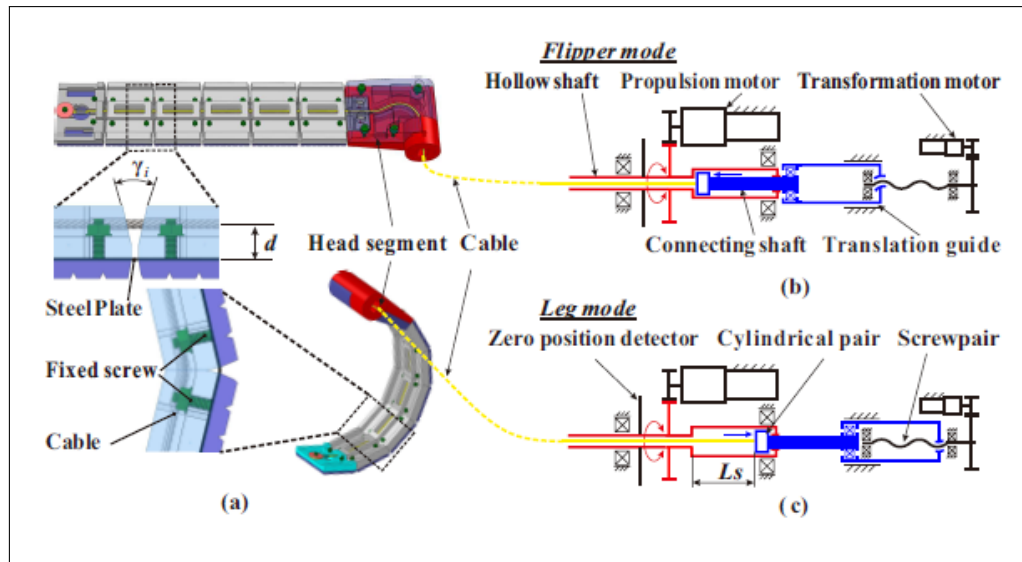 Flipper mode
Hollow shaft Propulsion motor Transformation motor
γi
d
Head segment Cable
Connecting shaft Translation guide
(b)
Steel Plate
Leg mode
Zero position detector Cylindrical pair Screwpair
Fixed screw
Cable
Ls
(a)
(c)